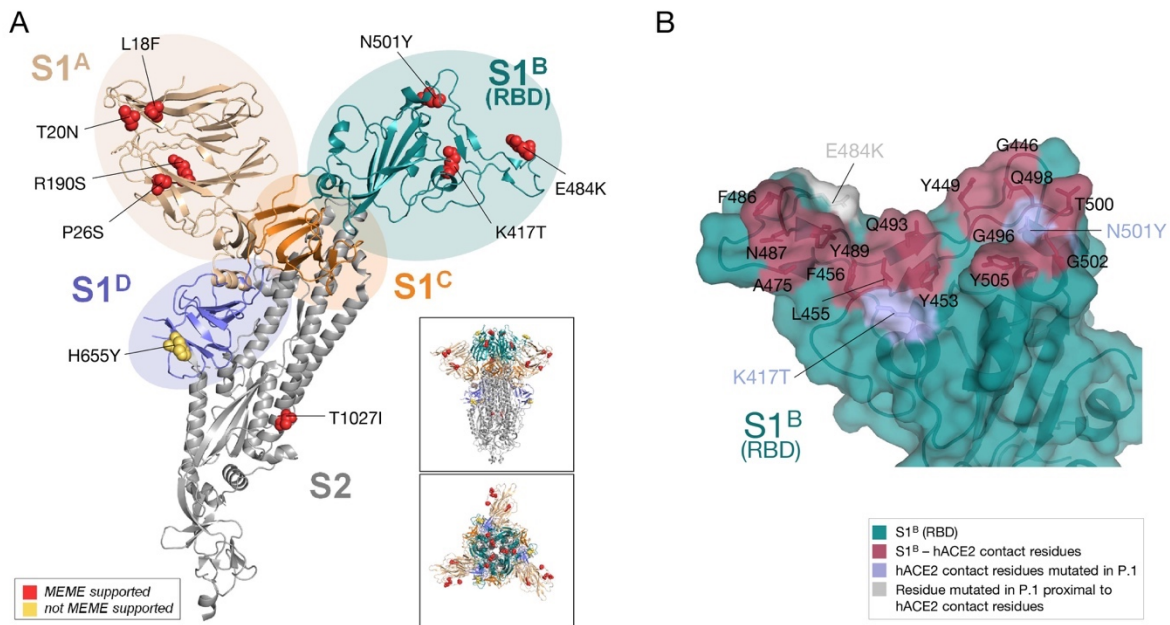 A
L18F
S1ᴬ
N501Y
S1ᴮ
(RBD)
T20N
R190S
E484K
P26S
K417T
S1ᴰ
S1ꟲ
H655Y
T1027I
S2
MEME supported
not MEME supported
B
E484K
G446
Y449
Q498
F486
Q493
T500
N501Y
G496
N487
Y489
G502
F456
A475
Y505
Y453
L455
K417T
S1ᴮ
(RBD)
S1ᴮ (RBD)
S1ᴮ – hACE2 contact residues
hACE2 contact residues mutated in P.1
Residue mutated in P.1 proximal to
hACE2 contact residues